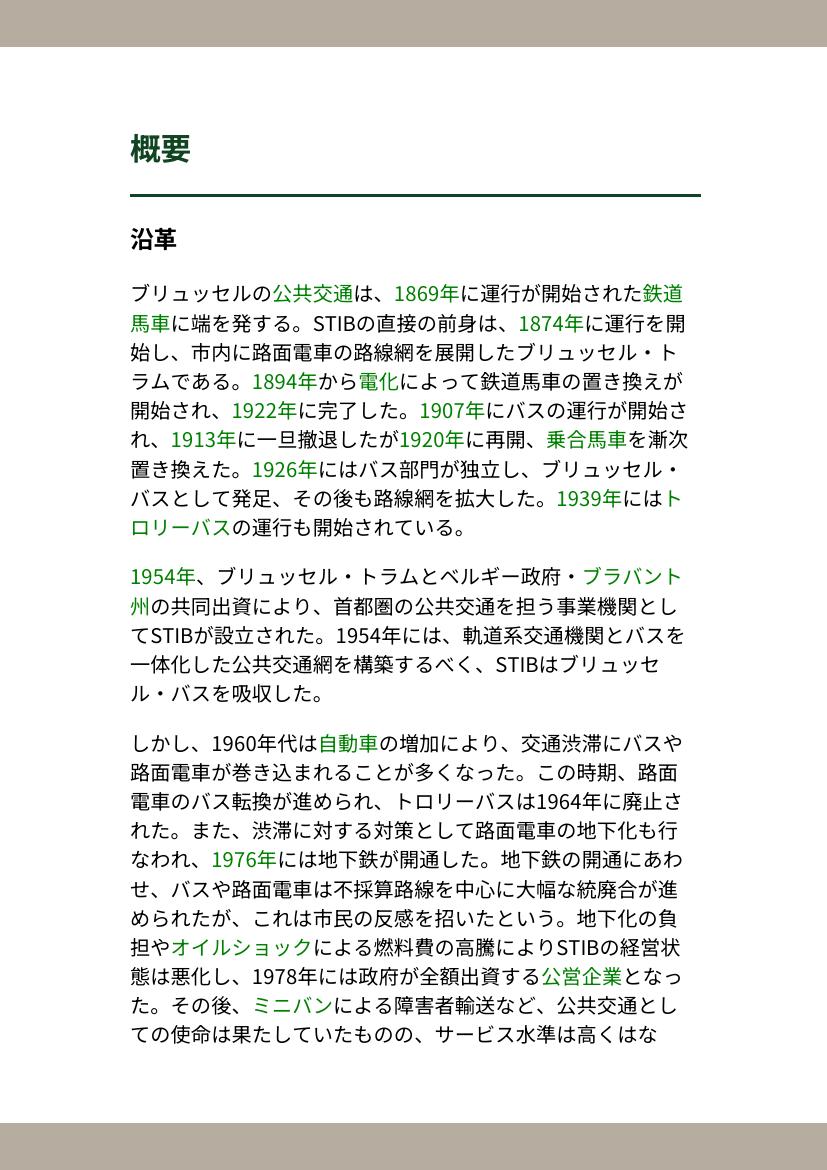 概要
沿革
ブリュッセルの公共交通は、1869年に運行が開始された鉄道
馬車に端を発する。STIBの直接の前身は、1874年に運行を開
始し、市内に路面電車の路線網を展開したブリュッセル・ト
ラムである。1894年から電化によって鉄道馬車の置き換えが
開始され、1922年に完了した。1907年にバスの運行が開始さ
れ、1913年に一旦撤退したが1920年に再開、乗合馬車を漸次
置き換えた。1926年にはバス部門が独立し、ブリュッセル・
バスとして発足、その後も路線網を拡大した。1939年にはト
ロリーバスの運行も開始されている。
1954年、ブリュッセル・トラムとベルギー政府・ブラバント
州の共同出資により、首都圏の公共交通を担う事業機関とし
てSTIBが設立された。1954年には、軌道系交通機関とバスを
一体化した公共交通網を構築するべく、STIBはブリュッセ
ル・バスを吸収した。
しかし、1960年代は自動車の増加により、交通渋滞にバスや
路面電車が巻き込まれることが多くなった。この時期、路面
電車のバス転換が進められ、トロリーバスは1964年に廃止さ
れた。また、渋滞に対する対策として路面電車の地下化も行
なわれ、1976年には地下鉄が開通した。地下鉄の開通にあわ
せ、バスや路面電車は不採算路線を中心に大幅な統廃合が進
められたが、これは市民の反感を招いたという。地下化の負
担やオイルショックによる燃料費の高騰によりSTIBの経営状
態は悪化し、1978年には政府が全額出資する公営企業となっ
た。その後、ミニバンによる障害者輸送など、公共交通とし
ての使命は果たしていたものの、サービス水準は高くはな